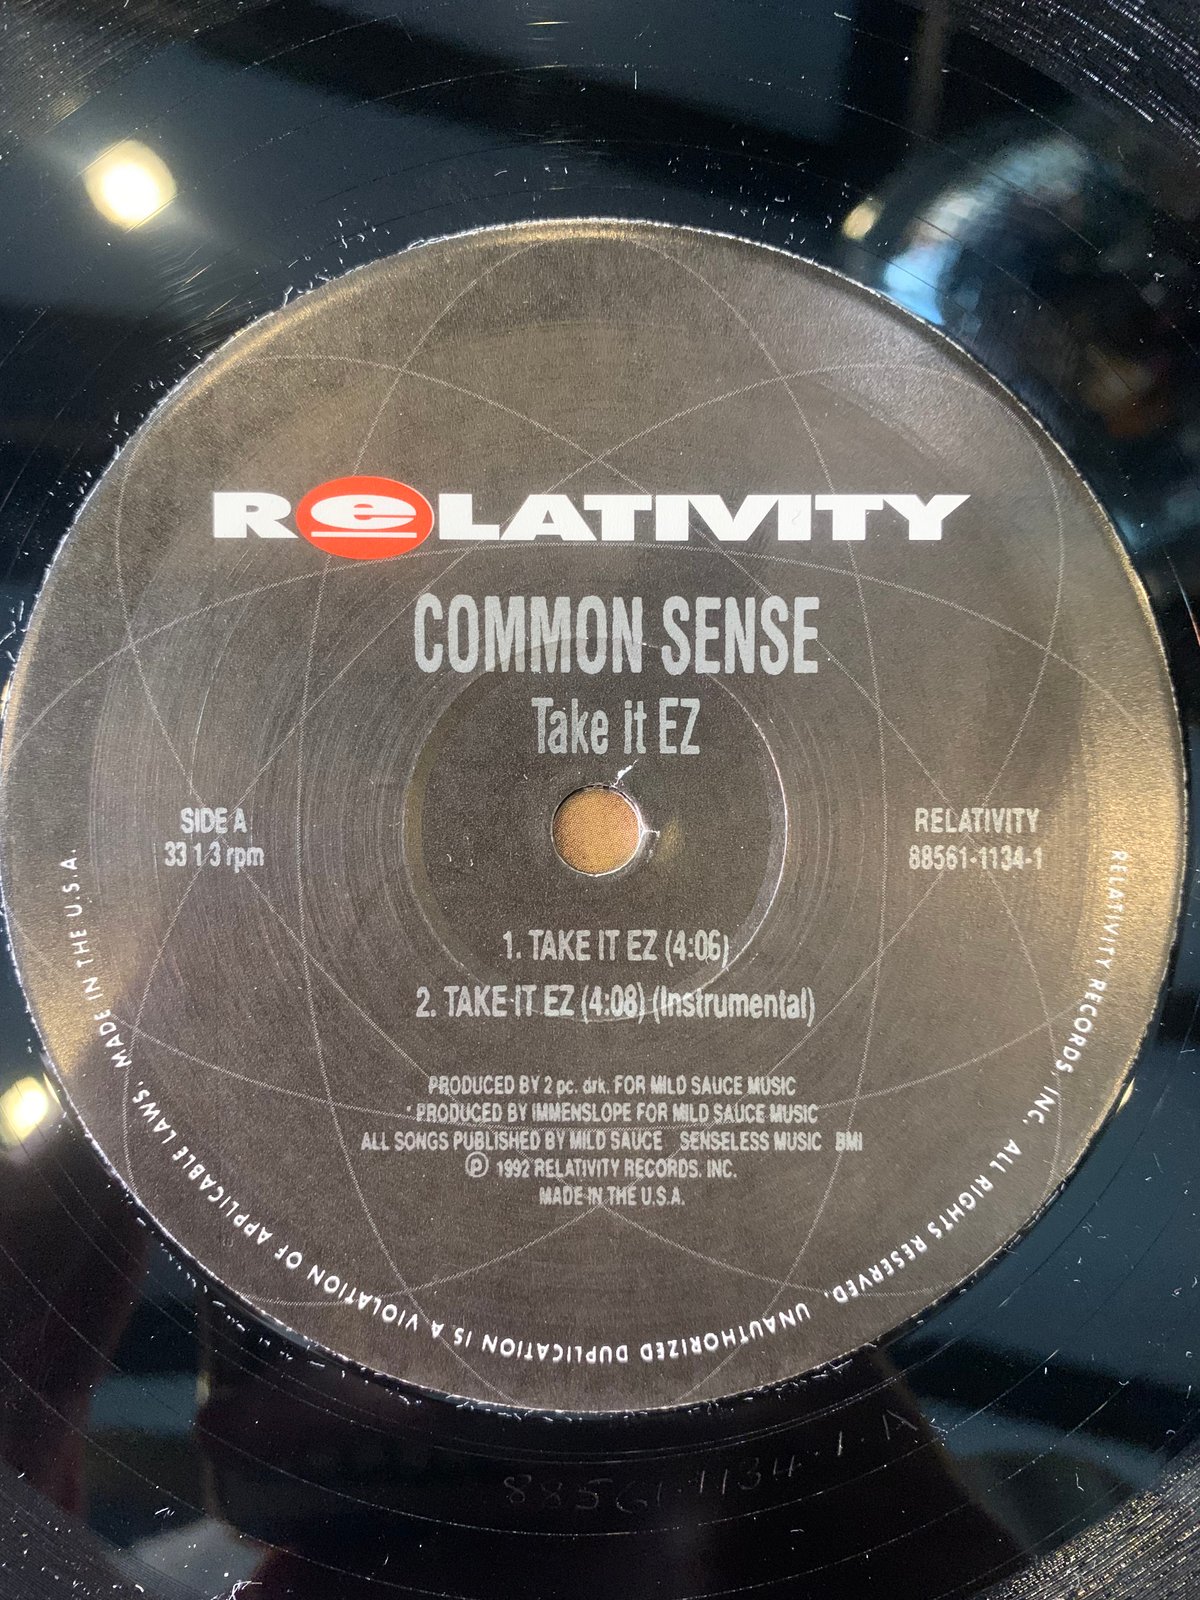 ReLATIVITY
COMMON SENSE
Take it EZ
SIDE A
33 1/3 rpm
RELATIVITY
88561-1134-1
1. TAKE IT EZ (4:06)
2. TAKE IT EZ (4:08) (Instrumental)
PRODUCED BY 2 pc. drk. FOR MILD SAUCE MUSIC
* PRODUCED BY IMMENSLOPE FOR MILD SAUCE MUSIC
ALL SONGS PUBLISHED BY MILD SAUCE SENSELESS MUSIC BMI
℗ 1992 RELATIVITY RECORDS, INC.
MADE IN THE U.S.A.
RELATIVITY RECORDS, INC. ALL RIGHTS RESERVED. UNAUTHORIZED DUPLICATION IS A VIOLATION OF APPLICABLE LAWS. MADE IN THE U.S.A.
88561-1134-1-A